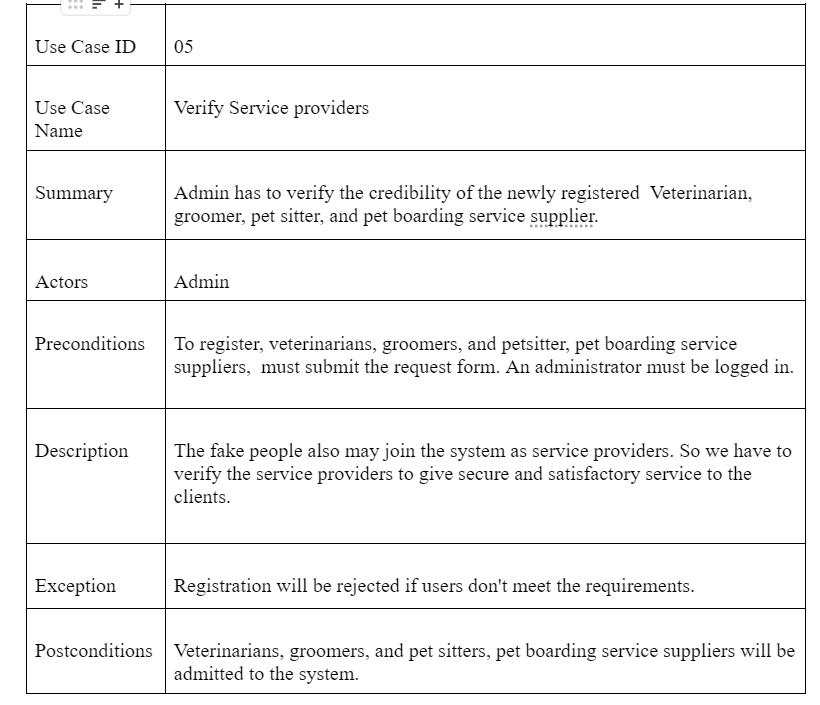 Use Case ID 05
Use Case Verify Service providers
Name
Summary Admin has to verify the credibility of the newly registered  Veterinarian,
groomer, pet sitter, and pet boarding service supplier.
Actors Admin
Preconditions To register, veterinarians, groomers, and petsitter, pet boarding service
suppliers,  must submit the request form. An administrator must be logged in.
Description The fake people also may join the system as service providers. So we have to
verify the service providers to give secure and satisfactory service to the
clients.
Exception Registration will be rejected if users don't meet the requirements.
Postconditions Veterinarians, groomers, and pet sitters, pet boarding service suppliers will be
admitted to the system.